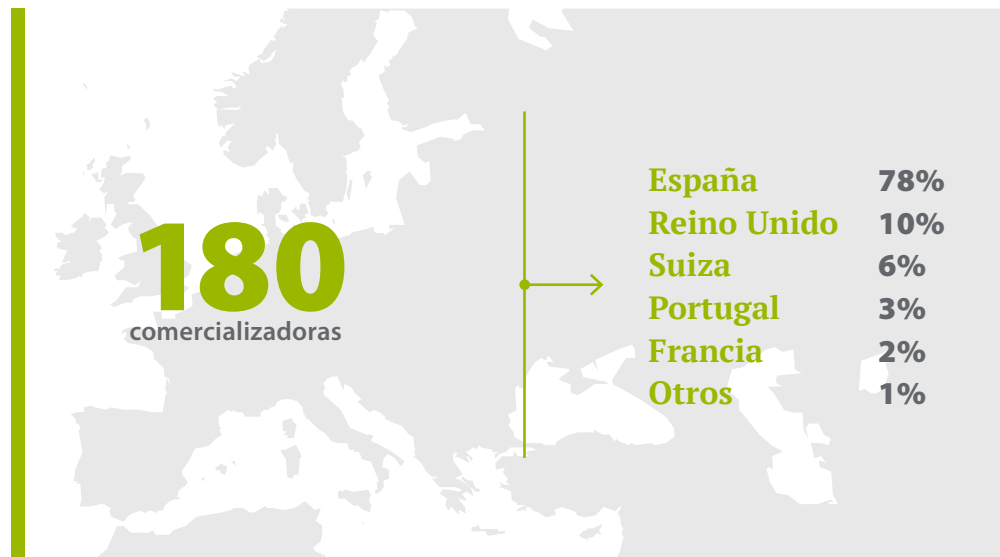 180
comercializadoras
España 78%
Reino Unido 10%
Suiza 6%
Portugal 3%
Francia 2%
Otros 1%